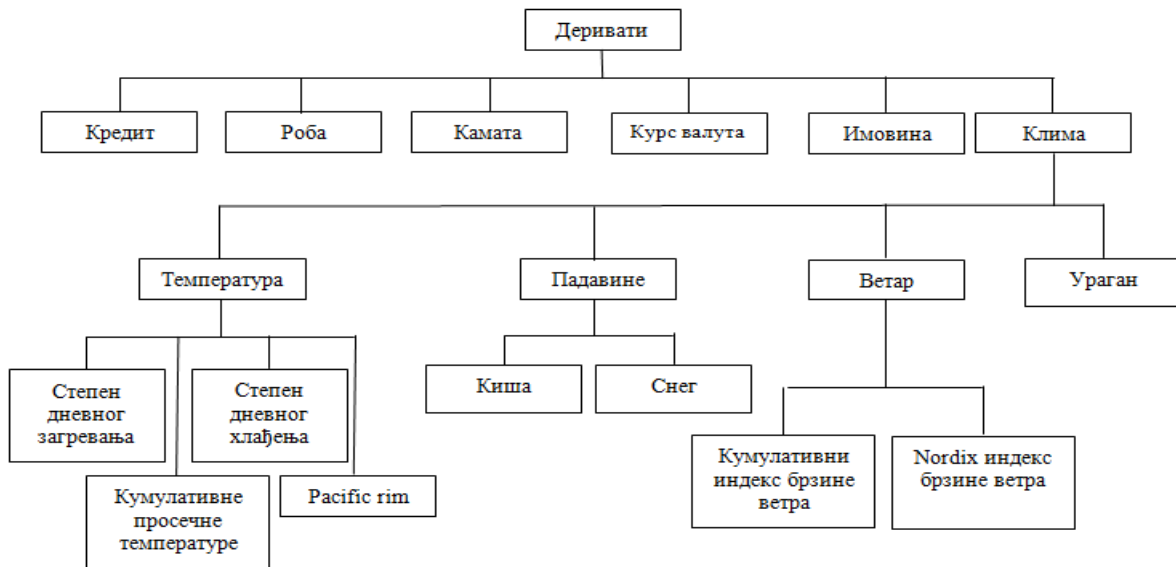 Деривати
Кредит
Роба
Камата
Курс валута
Имовина
Клима
Температура
Падавине
Ветар
Ураган
Степен
дневног
загревања
Степен
дневног
хлађења
Киша
Снег
Кумулативни
индекс брзине
ветра
Nordix индекс
брзине ветра
Кумулативне
просечне
температуре
Pacific rim